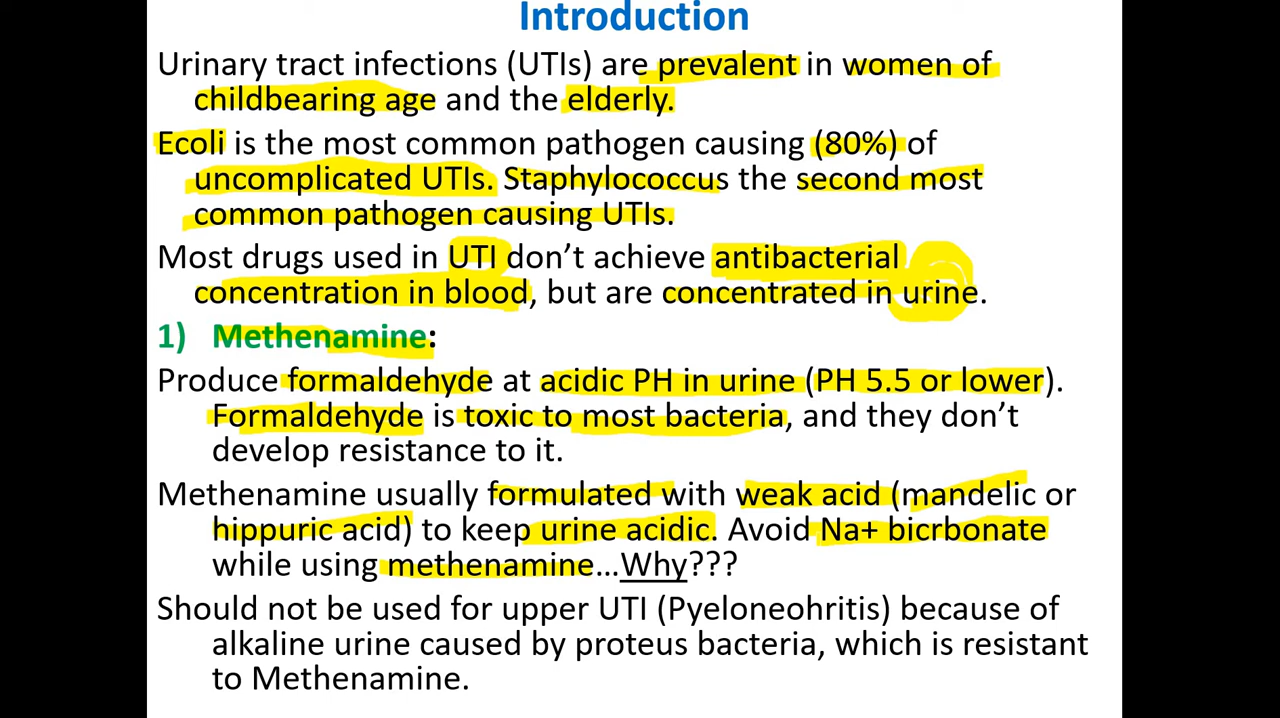 Introduction
Urinary tract infections (UTIs) are prevalent in women of
childbearing age and the elderly.
Ecoli is the most common pathogen causing (80%) of
uncomplicated UTIs. Staphylococcus the second most
common pathogen causing UTIs.
Most drugs used in UTI don’t achieve antibacterial
concentration in blood, but are concentrated in urine.
1) Methenamine:
Produce formaldehyde at acidic PH in urine (PH 5.5 or lower).
Formaldehyde is toxic to most bacteria, and they don’t
develop resistance to it.
Methenamine usually formulated with weak acid (mandelic or
hippuric acid) to keep urine acidic. Avoid Na+ bicrbonate
while using methenamine…Why???
Should not be used for upper UTI (Pyeloneohritis) because of
alkaline urine caused by proteus bacteria, which is resistant
to Methenamine.